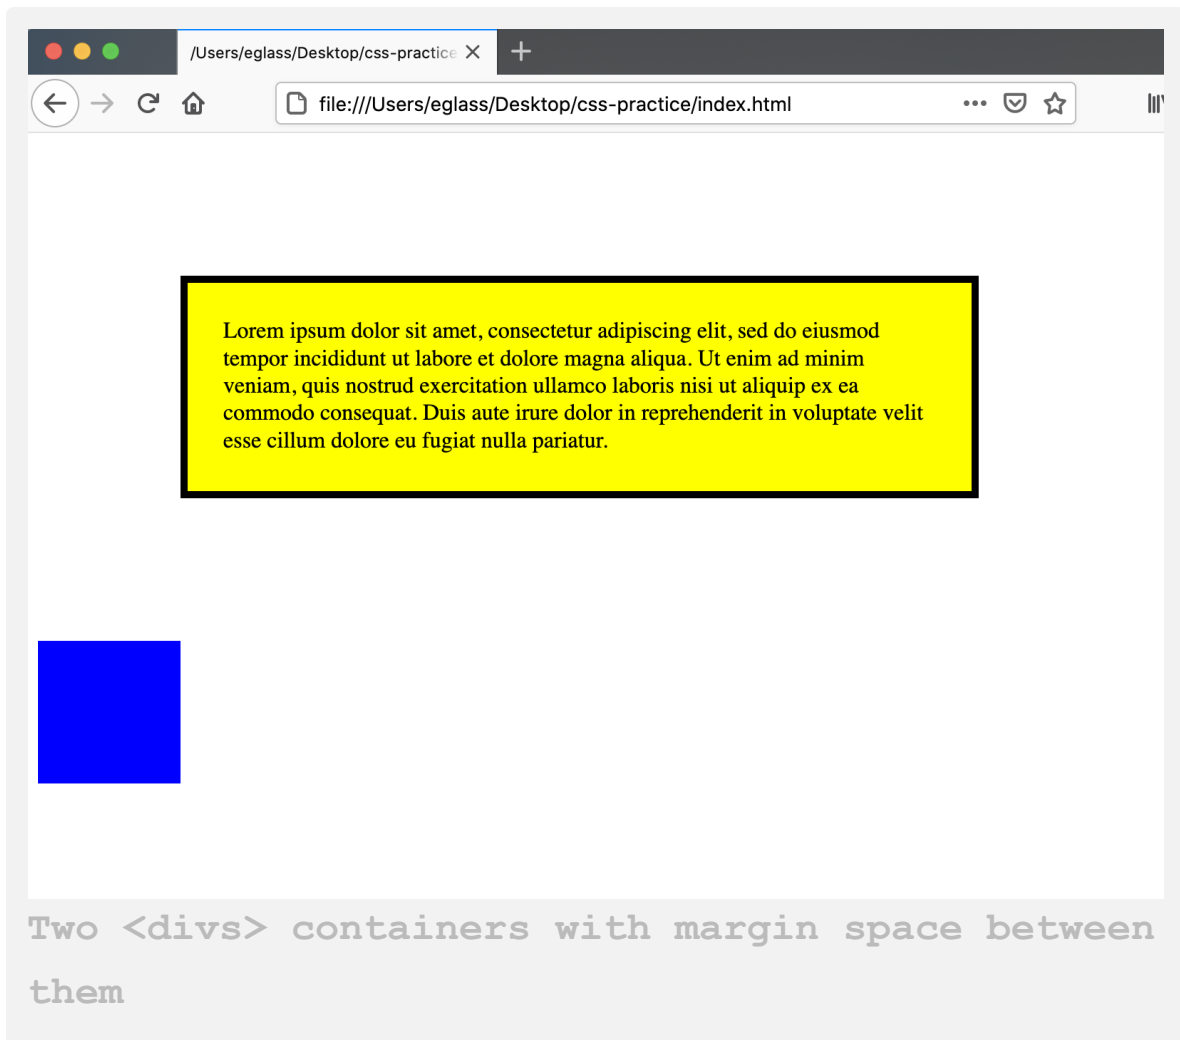 /Users/eglass/Desktop/css-practice
file:///Users/eglass/Desktop/css-practice/index.html
Lorem ipsum dolor sit amet, consectetur adipiscing elit, sed do eiusmod
tempor incididunt ut labore et dolore magna aliqua. Ut enim ad minim
veniam, quis nostrud exercitation ullamco laboris nisi ut aliquip ex ea
commodo consequat. Duis aute irure dolor in reprehenderit in voluptate velit
esse cillum dolore eu fugiat nulla pariatur.
Two <divs> containers with margin space between
them